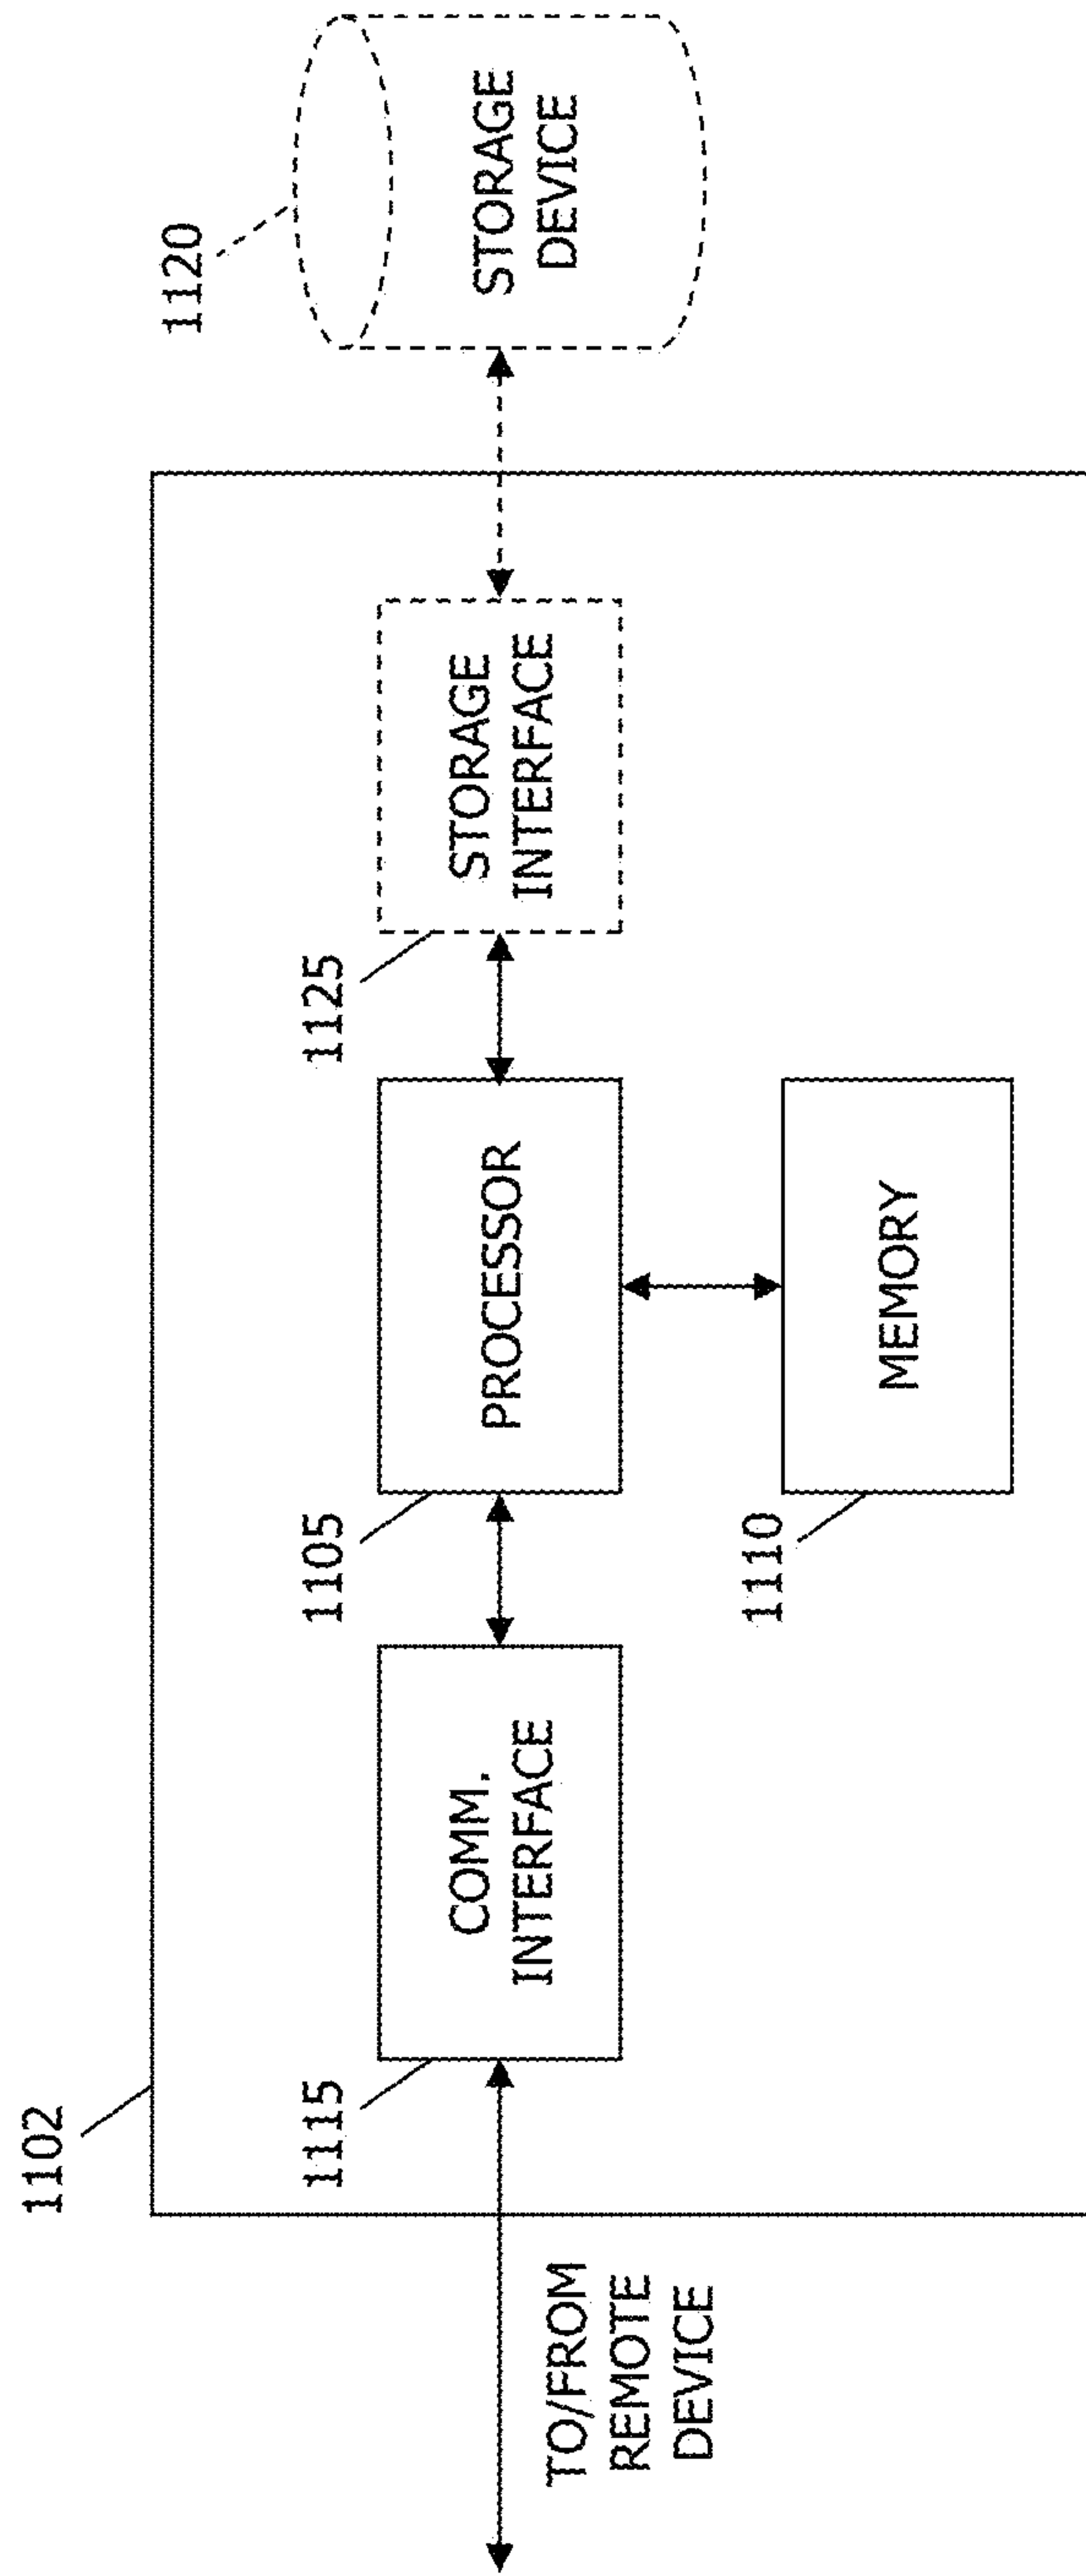 1102
1115
COMM.
INTERFACE
1105
PROCESSOR
1110
MEMORY
1125
STORAGE
INTERFACE
1120
STORAGE
DEVICE
TO/FROM
REMOTE
DEVICE